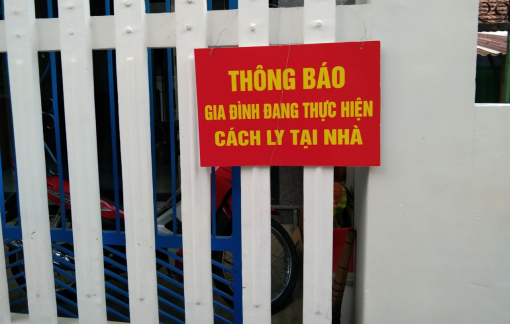 THÔNG BÁO
GIA ĐÌNH ĐANG THỰC HIỆN
CÁCH LY TẠI NHÀ